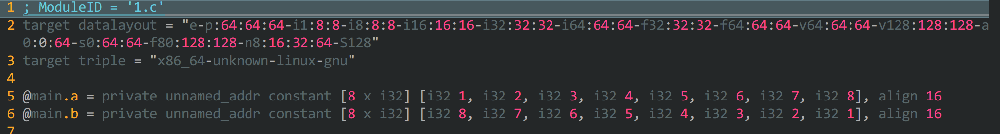 1 ; ModuleID = '1.c'
2 target datalayout = "e-p:64:64:64-i1:8:8-i8:8:8-i16:16:16-i32:32:32-i64:64:64-f32:32:32-f64:64:64-v64:64:64-v128:128:128-a
0:0:64-s0:64:64-f80:128:128-n8:16:32:64-S128"
3 target triple = "x86_64-unknown-linux-gnu"
4
5 @main.a = private unnamed_addr constant [8 x i32] [i32 1, i32 2, i32 3, i32 4, i32 5, i32 6, i32 7, i32 8], align 16
6 @main.b = private unnamed_addr constant [8 x i32] [i32 8, i32 7, i32 6, i32 5, i32 4, i32 3, i32 2, i32 1], align 16
7